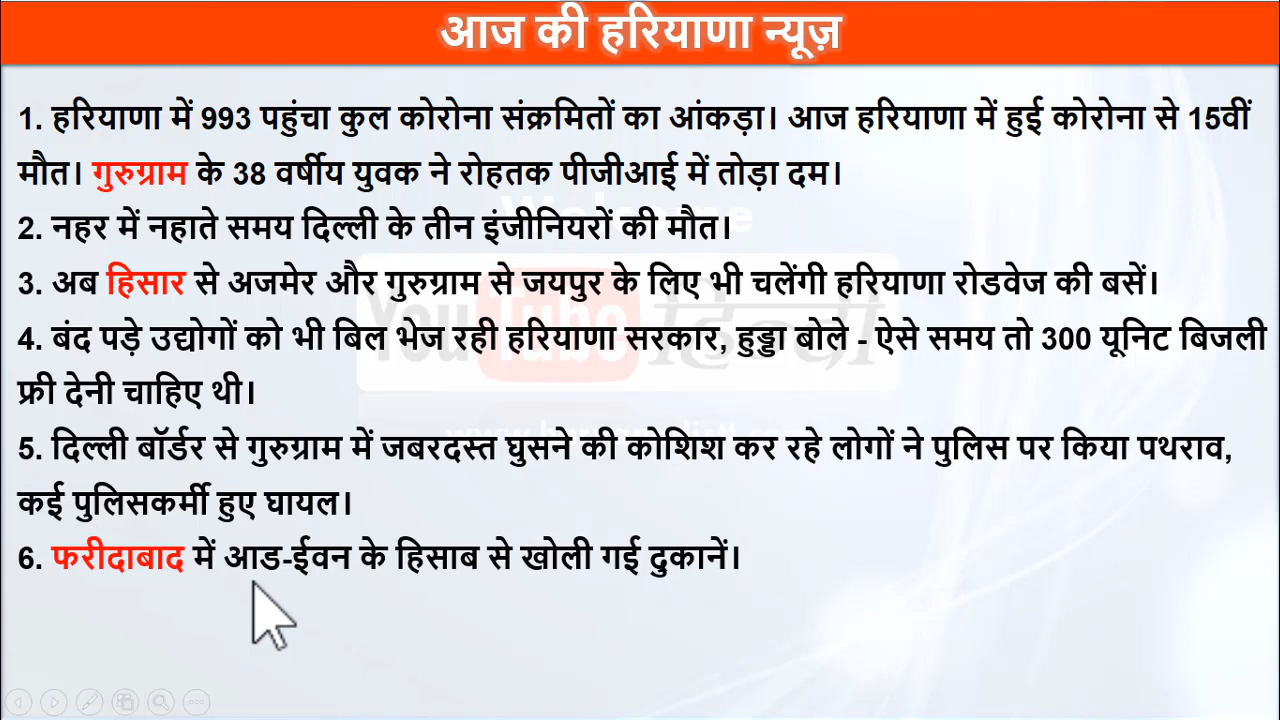 आज की हरियाणा न्यूज़
1. हरियाणा में 993 पहुंचा कुल कोरोना संक्रमितों का आंकड़ा। आज हरियाणा में हुई कोरोना से 15वीं
मौत। गुरुग्राम के 38 वर्षीय युवक ने रोहतक पीजीआई में तोड़ा दम।
Welcome
2. नहर में नहाते समय दिल्ली के तीन इंजीनियरों की मौत।
3. अब हिसार से अजमेर और गुरुग्राम से जयपुर के लिए भी चलेंगी हरियाणा रोडवेज की बसें।
YouTube हिन्दी
4. बंद पड़े उद्योगों को भी बिल भेज रही हरियाणा सरकार, हुड्डा बोले - ऐसे समय तो 300 यूनिट बिजली
फ्री देनी चाहिए थी।
5. दिल्ली बॉर्डर से गुरुग्राम में जबरदस्त घुसने की कोशिश कर रहे लोगों ने पुलिस पर किया पथराव,
कई पुलिसकर्मी हुए घायल।
6. फरीदाबाद में आड-ईवन के हिसाब से खोली गई दुकानें।